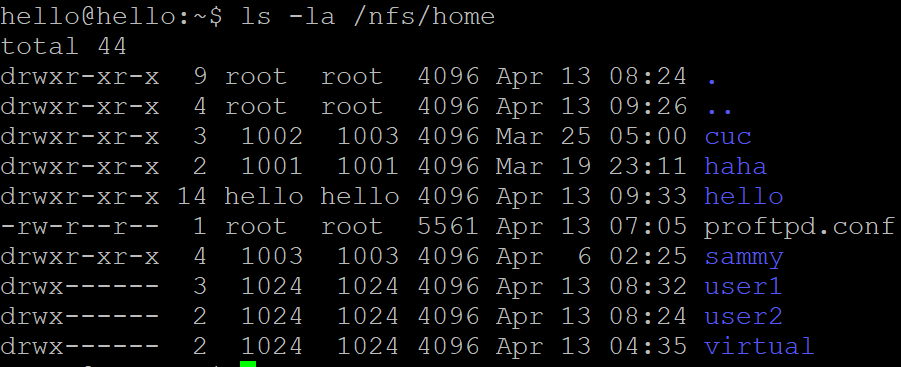 hello@hello:~$ ls -la /nfs/home
total 44
drwxr-xr-x  9 root  root  4096 Apr 13 08:24 .
drwxr-xr-x  4 root  root  4096 Apr 13 09:26 ..
drwxr-xr-x  3  1002  1003 4096 Mar 25 05:00 cuc
drwxr-xr-x  2  1001  1001 4096 Mar 19 23:11 haha
drwxr-xr-x 14 hello hello 4096 Apr 13 09:33 hello
-rw-r--r--  1 root  root  5561 Apr 13 07:05 proftpd.conf
drwxr-xr-x  4  1003  1003 4096 Apr  6 02:25 sammy
drwx------  3  1024  1024 4096 Apr 13 08:32 user1
drwx------  2  1024  1024 4096 Apr 13 08:24 user2
drwx------  2  1024  1024 4096 Apr 13 04:35 virtual